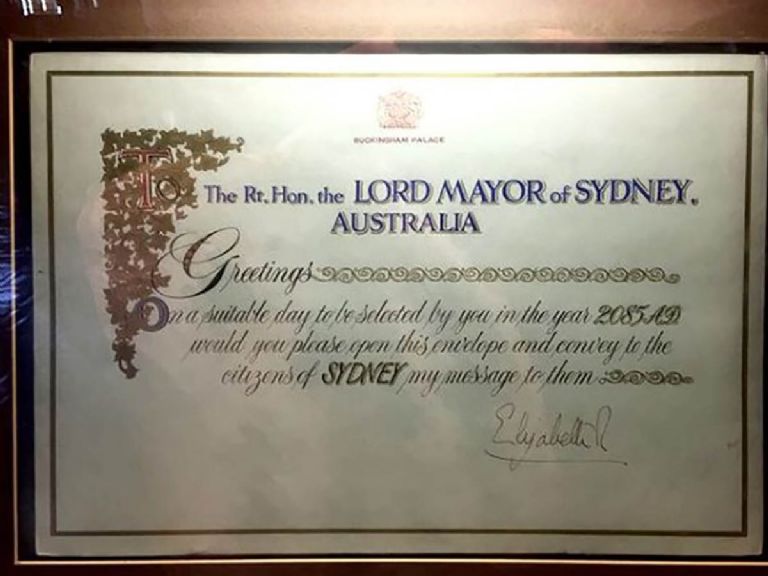 BUCKINGHAM PALACE
To The Rt. Hon. the LORD MAYOR of SYDNEY.
AUSTRALIA
Greetings
On a suitable day to be selected by you in the year 2085 A.D
would you please open this envelope and convey to the
citizens of SYDNEY my message to them
Elizabeth R